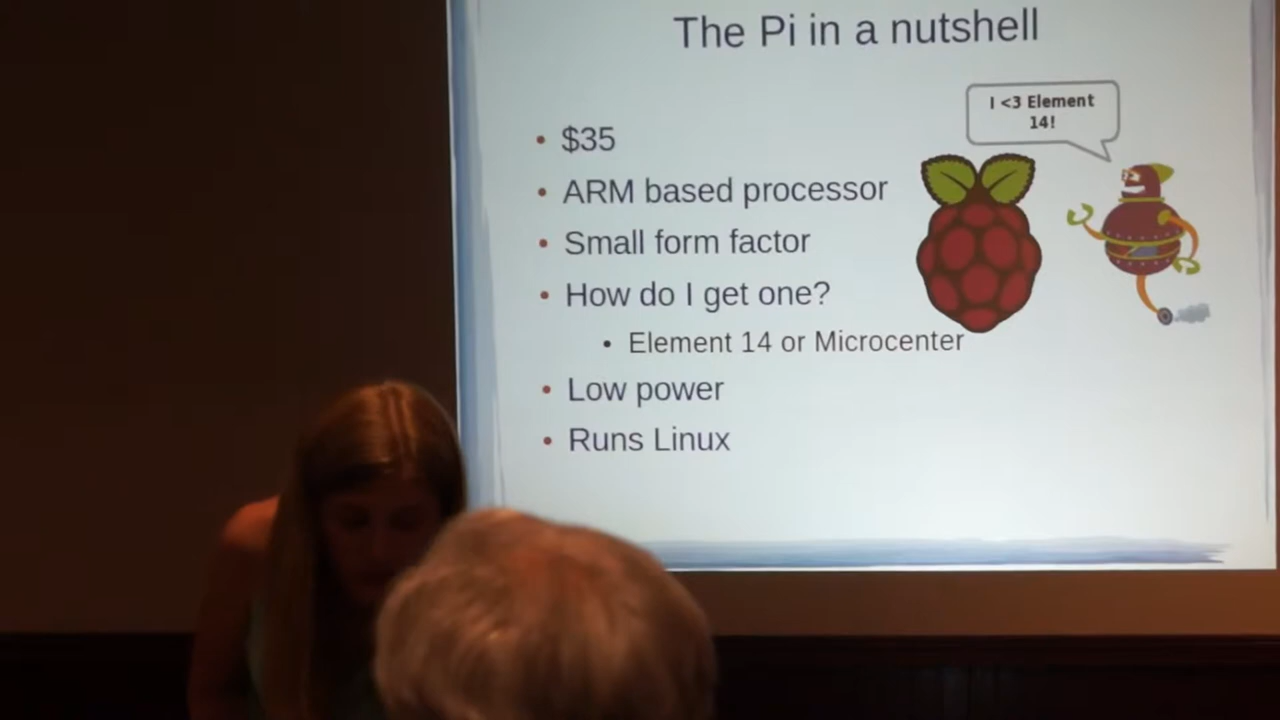 The Pi in a nutshell
I <3 Element
14!
• $35
• ARM based processor
• Small form factor
• How do I get one?
• Element 14 or Microcenter
• Low power
• Runs Linux